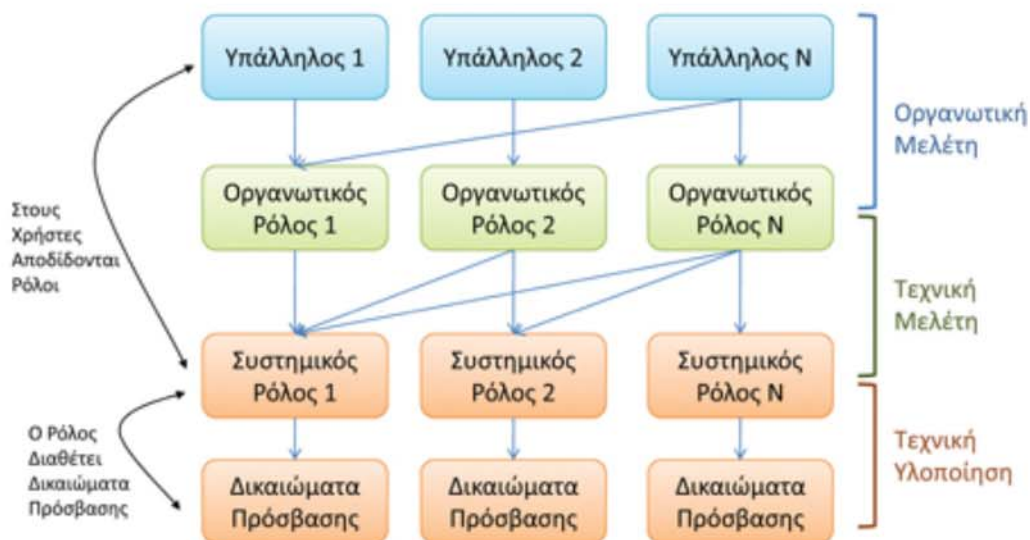 Υπάλληλος 1
Υπάλληλος 2
Υπάλληλος Ν
Οργανωτική
Μελέτη
Οργανωτικός
Ρόλος 1
Οργανωτικός
Ρόλος 2
Οργανωτικός
Ρόλος Ν
Στους
Χρήστες
Αποδίδονται
Ρόλοι
Τεχνική
Μελέτη
Συστημικός
Ρόλος 1
Συστημικός
Ρόλος 2
Συστημικός
Ρόλος Ν
Ο Ρόλος
Διαθέτει
Δικαιώματα
Πρόσβασης
Τεχνική
Υλοποίηση
Δικαιώματα
Πρόσβασης
Δικαιώματα
Πρόσβασης
Δικαιώματα
Πρόσβασης